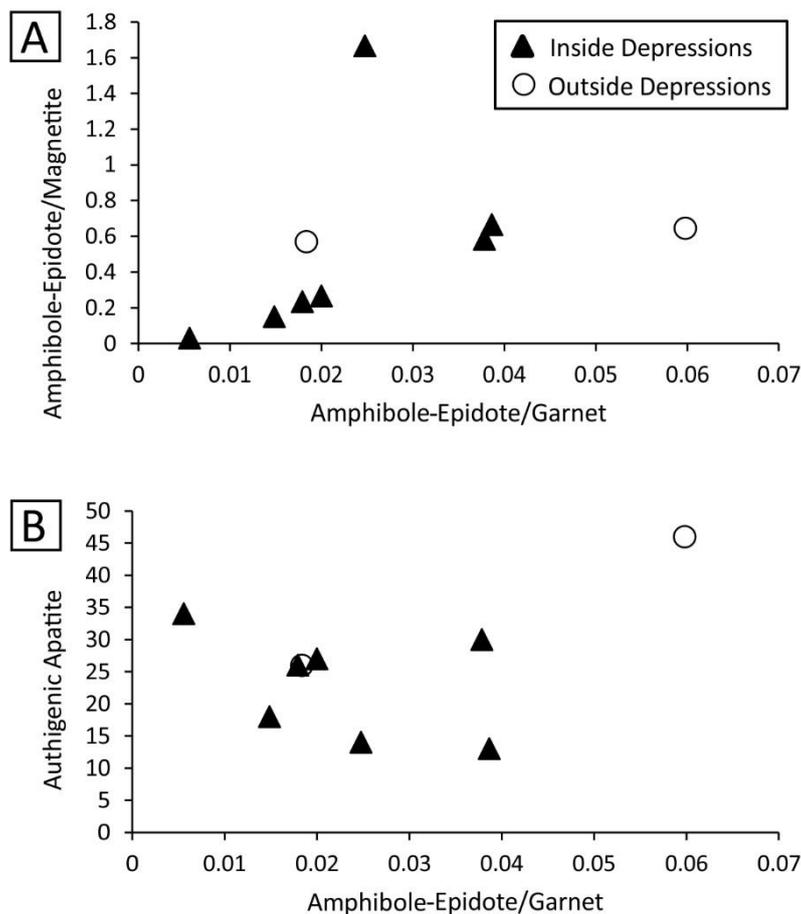 A
Inside Depressions
Outside Depressions
Amphibole-Epidote/Magnetite
1.8
1.6
1.4
1.2
1
0.8
0.6
0.4
0.2
0
0 0.01 0.02 0.03 0.04 0.05 0.06 0.07
Amphibole-Epidote/Garnet
B
Authigenic Apatite
50
45
40
35
30
25
20
15
10
5
0
0 0.01 0.02 0.03 0.04 0.05 0.06 0.07
Amphibole-Epidote/Garnet